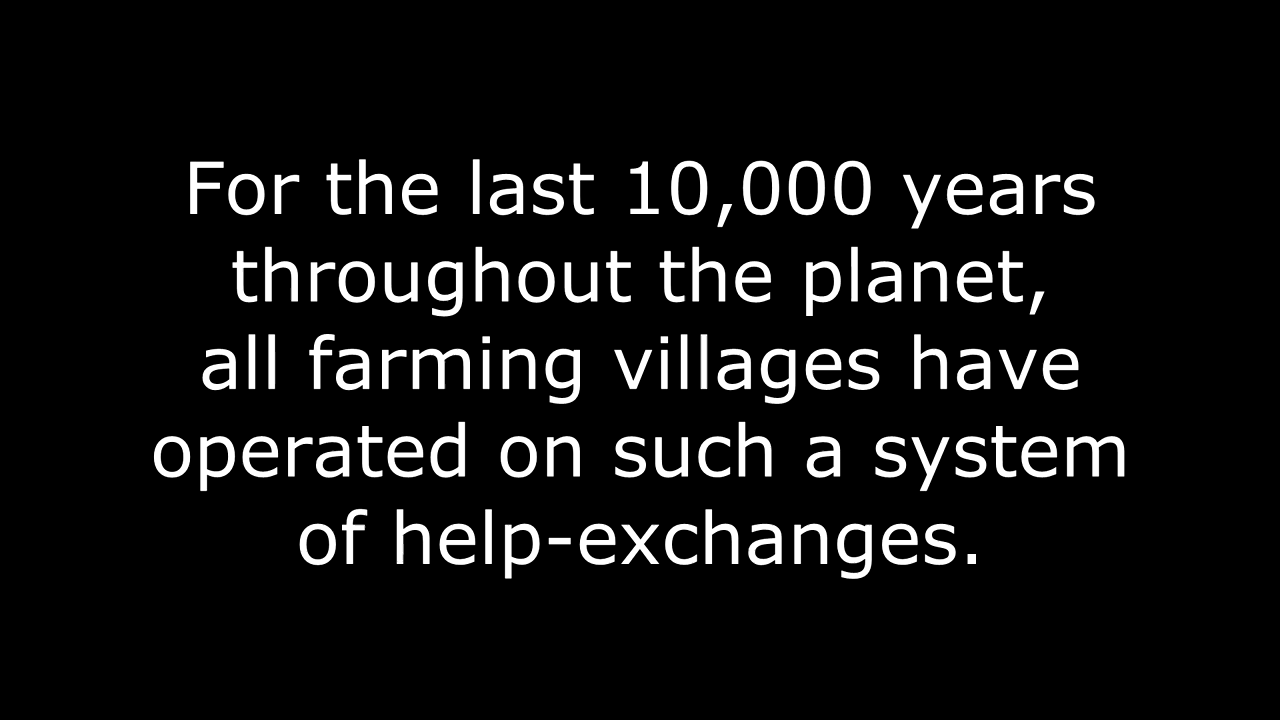 For the last 10,000 years
throughout the planet,
all farming villages have
operated on such a system
of help-exchanges.